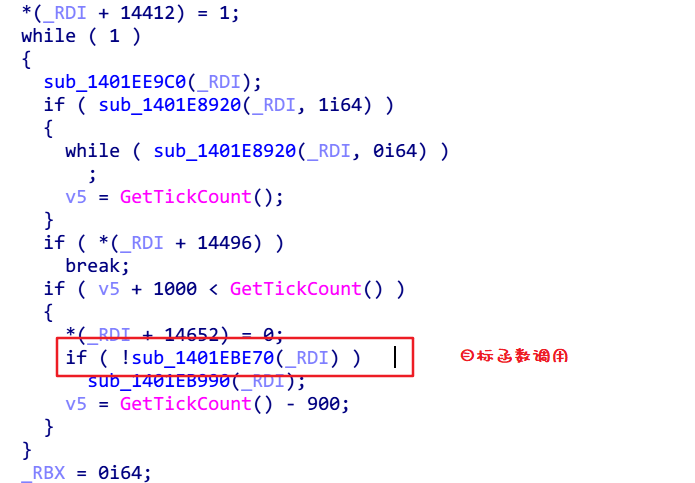 *(_RDI + 14412) = 1;
while ( 1 )
{
sub_1401EE9C0(_RDI);
if ( sub_1401E8920(_RDI, 1i64) )
{
while ( sub_1401E8920(_RDI, 0i64) )
;
v5 = GetTickCount();
}
if ( *(_RDI + 14496) )
break;
if ( v5 + 1000 < GetTickCount() )
{
*(_RDI + 14652) = 0;
if ( !sub_1401EBE70(_RDI) ) 目标函数调用
sub_1401EB990(_RDI);
v5 = GetTickCount() - 900;
}
}
_RBX = 0i64;